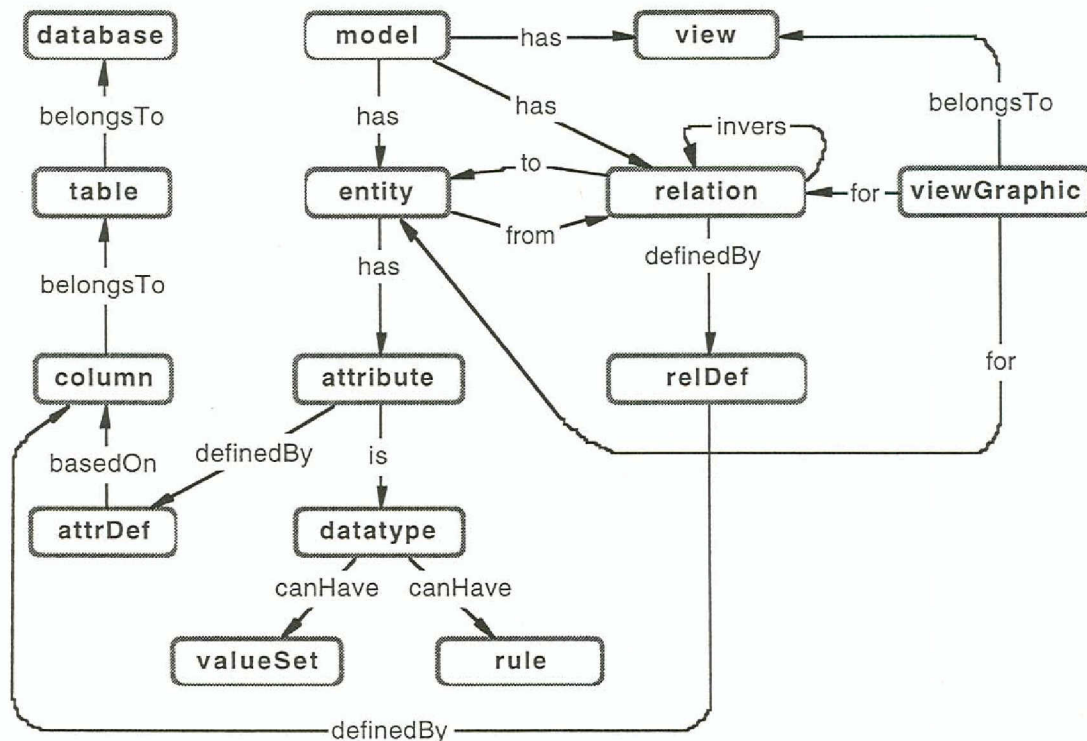 database
model
has
view
belongsTo
has
has
belongsTo
invers
table
entity
to
from
relation
for
viewGraphic
belongsTo
has
definedBy
column
attribute
relDef
for
basedOn
definedBy
is
attrDef
datatype
canHave
canHave
valueSet
rule
definedBy